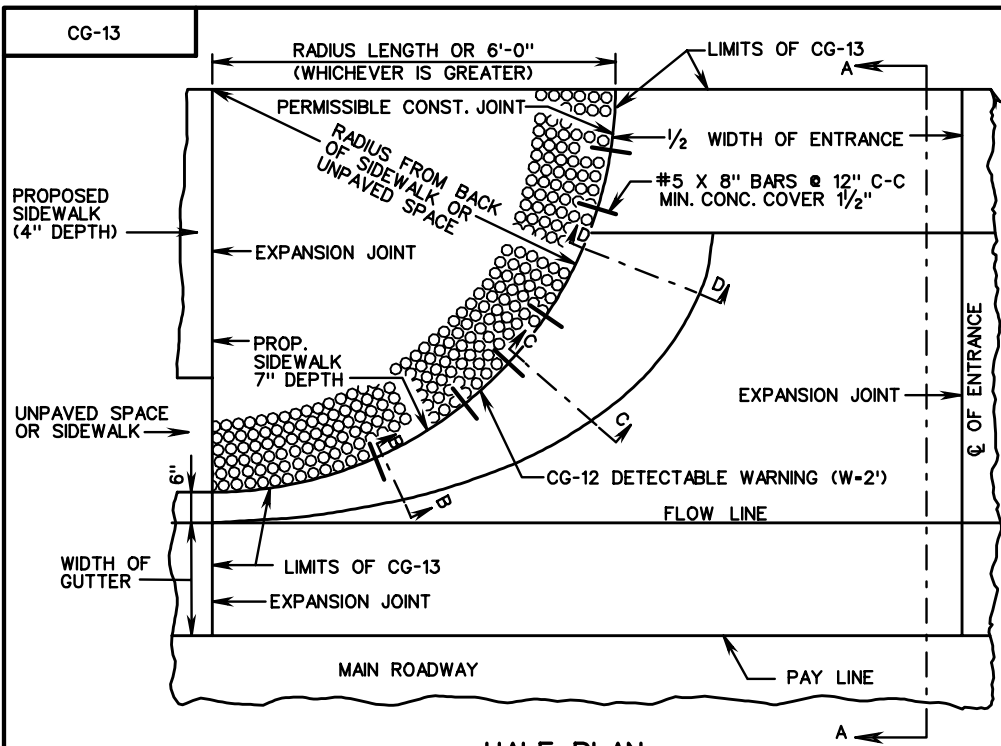 CG-13
RADIUS LENGTH OR 6'-0"
(WHICHEVER IS GREATER)
LIMITS OF CG-13
A
PERMISSIBLE CONST. JOINT
RADIUS FROM BACK
OF SIDEWALK OR
UNPAVED SPACE
1/2 WIDTH OF ENTRANCE
#5 X 8" BARS @ 12" C-C
MIN. CONC. COVER 1 1/2"
PROPOSED
SIDEWALK
(4" DEPTH)
EXPANSION JOINT
D
D
PROP.
SIDEWALK
7" DEPTH
C
C
EXPANSION JOINT
℄ OF ENTRANCE
UNPAVED SPACE
OR SIDEWALK
6"
B
B
CG-12 DETECTABLE WARNING (W=2')
FLOW LINE
WIDTH OF
GUTTER
LIMITS OF CG-13
EXPANSION JOINT
MAIN ROADWAY
PAY LINE
A
HALF PLAN